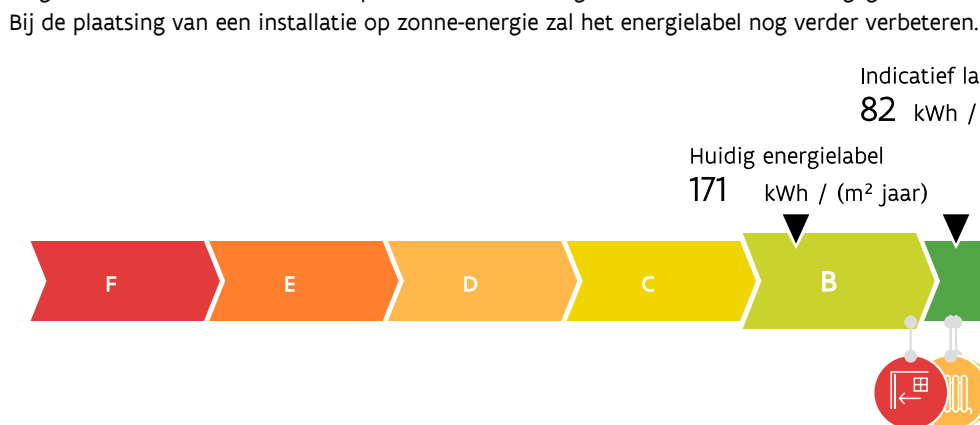 Bij de plaatsing van een installatie op zonne-energie zal het energielabel nog verder verbeteren.
Indicatief la
82 kWh /
Huidig energielabel
171 kWh / (m² jaar)
F E D C B